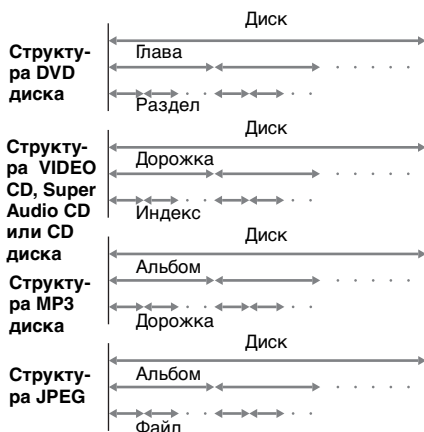 Диск
Структу-
ра DVD
диска
Глава
Раздел
Диск
Структу-
ра VIDEO
CD, Super
Audio CD
или CD
диска
Дорожка
Индекс
Диск
Структу-
ра MP3
диска
Альбом
Дорожка
Диск
Структу-
ра JPEG
Альбом
Файл